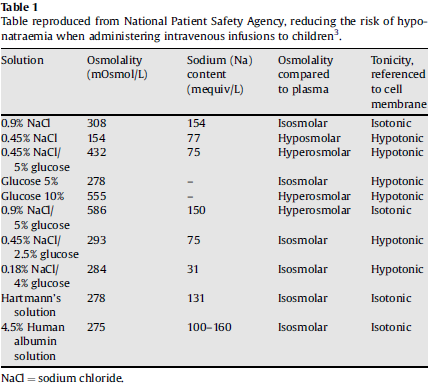 Table 1
Table reproduced from National Patient Safety Agency, reducing the risk of hypo-
natraemia when administering intravenous infusions to children3.
Solution Osmolality Sodium (Na) Osmolality Tonicity,
(mOsmol/L) content compared referenced
(mequiv/L) to plasma to cell
membrane
0.9% NaCl 308 154 Isosmolar Isotonic
0.45% NaCl 154 77 Hyposmolar Hypotonic
0.45% NaCl/ 432 75 Hyperosmolar Hypotonic
5% glucose
Glucose 5% 278 – Isosmolar Hypotonic
Glucose 10% 555 – Hyperosmolar Hypotonic
0.9% NaCl/ 586 150 Hyperosmolar Isotonic
5% glucose
0.45% NaCl/ 293 75 Isosmolar Hypotonic
2.5% glucose
0.18% NaCl/ 284 31 Isosmolar Hypotonic
4% glucose
Hartmann's 278 131 Isosmolar Isotonic
solution
4.5% Human 275 100–160 Isosmolar Isotonic
albumin
solution
NaCl = sodium chloride.